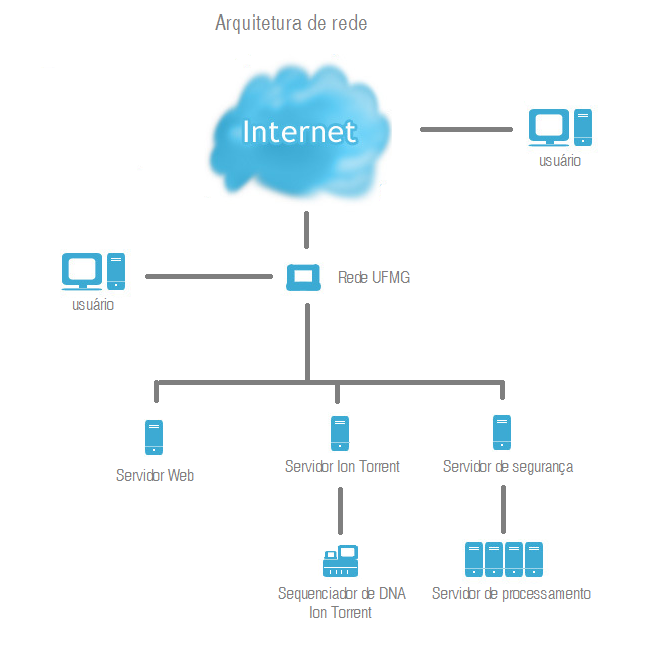 Arquitetura de rede
Internet
usuário
Rede UFMG
usuário
Servidor Web
Servidor Ion Torrent
Servidor de segurança
Sequenciador de DNA
Ion Torrent
Servidor de processamento